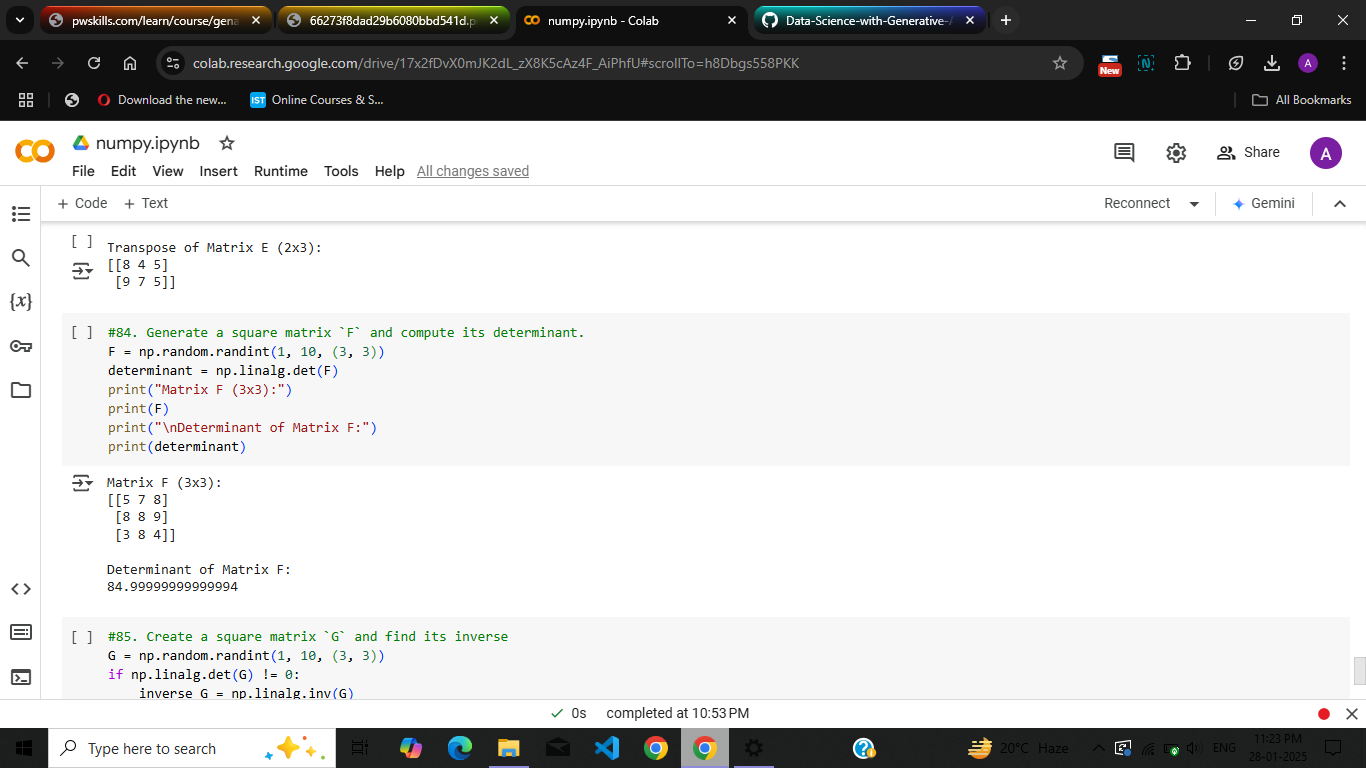 pwskills.com/learn/course/gena
66273f8dad29b6080bbd541d.p
numpy.ipynb - Colab
Data-Science-with-Generative-
colab.research.google.com/drive/17x2fDvX0mJK2dL_zX8K5cAz4F_AiPhfU#scrollTo=h8Dbgs558PKK
New
N
A
Download the new...
IST
Online Courses & S...
All Bookmarks
numpy.ipynb
File Edit View Insert Runtime Tools Help All changes saved
Share
A
+ Code + Text
Reconnect
Gemini
[ ]
Transpose of Matrix E (2x3):
[[8 4 5]
 [9 7 5]]
{x}
[ ] #84. Generate a square matrix `F` and compute its determinant.
F = np.random.randint(1, 10, (3, 3))
determinant = np.linalg.det(F)
print("Matrix F (3x3):")
print(F)
print("\nDeterminant of Matrix F:")
print(determinant)
Matrix F (3x3):
[[5 7 8]
 [8 8 9]
 [3 8 4]]
Determinant of Matrix F:
84.99999999999994
[ ] #85. Create a square matrix `G` and find its inverse
G = np.random.randint(1, 10, (3, 3))
if np.linalg.det(G) != 0:
    inverse_G = np.linalg.inv(G)
0s completed at 10:53 PM
Type here to search
20°C Haze
ENG
11:23 PM
28-01-2025